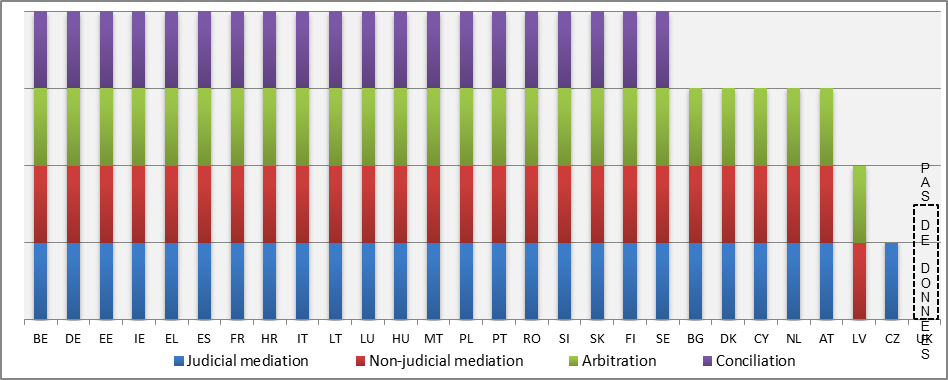 PAS DE DONNEES
BE DE EE IE EL ES FR HR IT LT LU HU MT PL PT RO SI SK FI SE BG DK CY NL AT LV CZ UK
Judicial mediation Non-judicial mediation Arbitration Conciliation